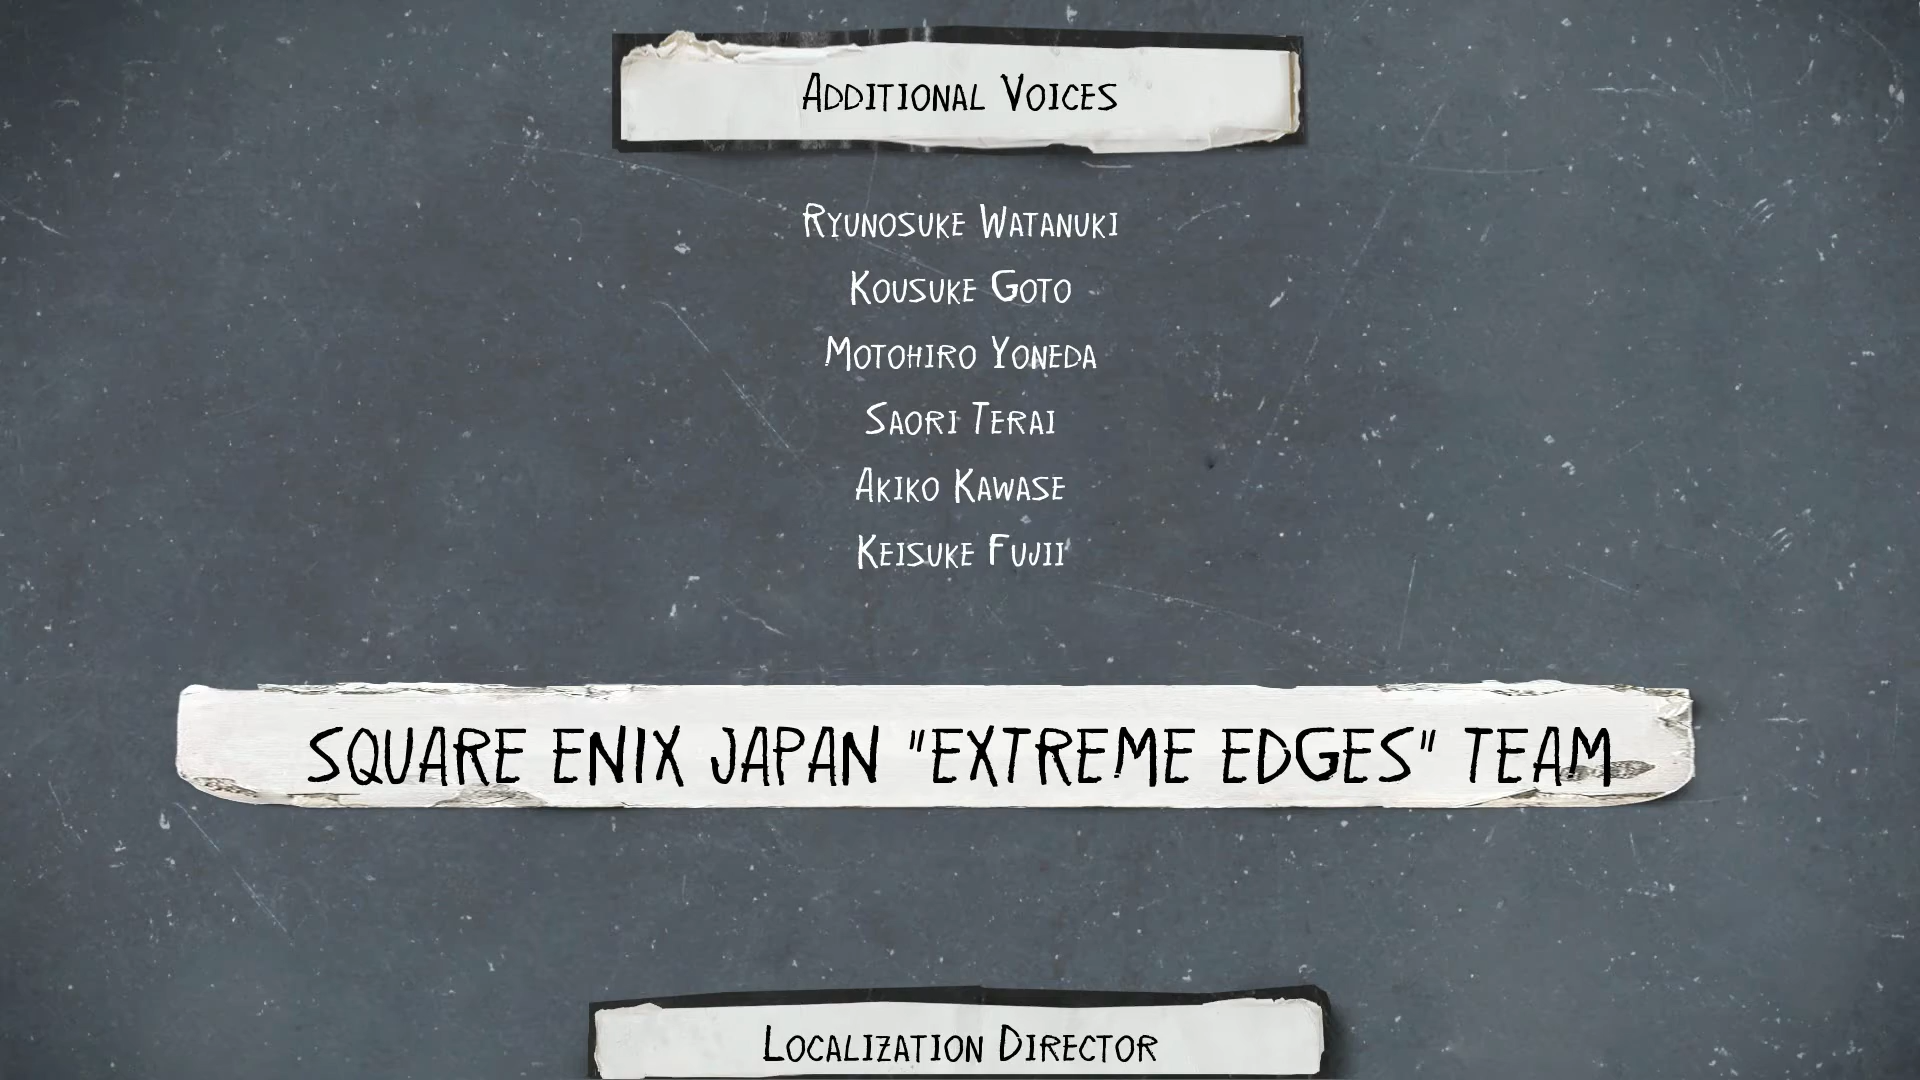 Additional Voices
Ryunosuke Watanuki
Kousuke Goto
Motohiro Yoneda
Saori Terai
Akiko Kawase
Keisuke Fujii
SQUARE ENIX JAPAN "EXTREME EDGES" TEAM
Localization Director